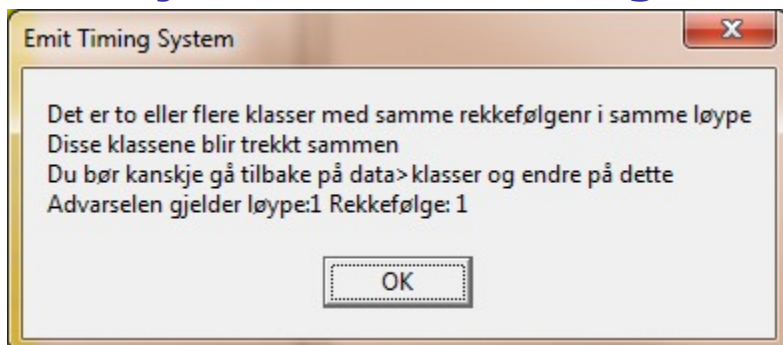 Emit Timing System
Det er to eller flere klasser med samme rekkefølgenr i samme løype
Disse klassene blir trekkt sammen
Du bør kanskje gå tilbake på data>klasser og endre på dette
Advarselen gjelder løype:1 Rekkefølge: 1
OK